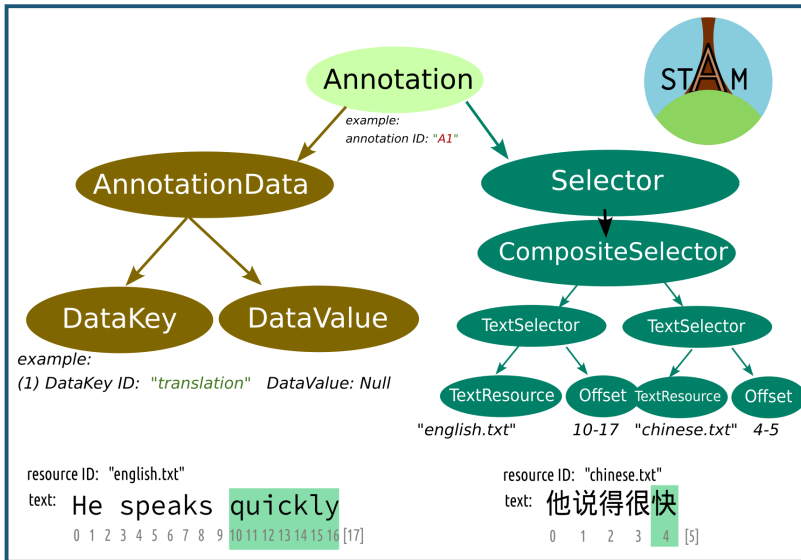 STAM
Annotation
example:
annotation ID: "A1"
AnnotationData
Selector
CompositeSelector
DataKey
DataValue
TextSelector
TextSelector
example:
(1) DataKey ID: "translation" DataValue: Null
TextResource
Offset
TextResource
Offset
"english.txt" 10-17 "chinese.txt" 4-5
resource ID: "english.txt"
text: He speaks quickly
0 1 2 3 4 5 6 7 8 9 10 11 12 13 14 15 16 [17]
resource ID: "chinese.txt"
text: 他说得很快
0 1 2 3 4 [5]